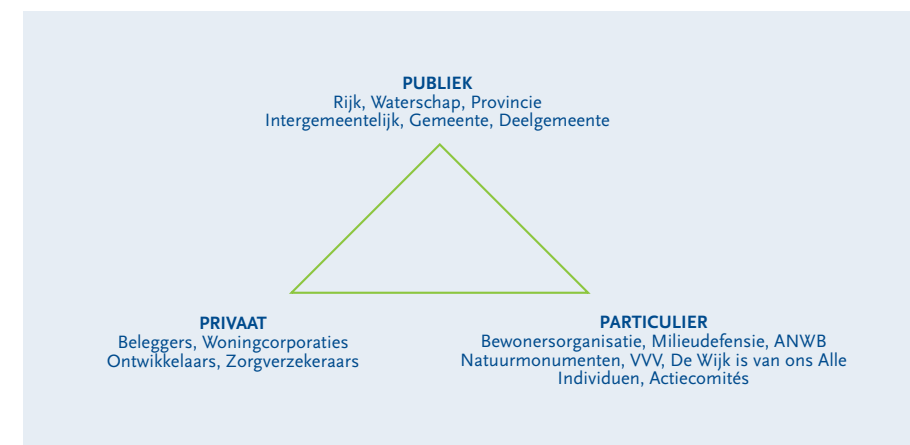 PUBLIEK
Rijk, Waterschap, Provincie
Intergemeentelijk, Gemeente, Deelgemeente
PRIVAAT
Beleggers, Woningcorporaties
Ontwikkelaars, Zorgverzekeraars
PARTICULIER
Bewonersorganisatie, Milieudefensie, ANWB
Natuurmonumenten, VVV, De Wijk is van ons Alle
Individuen, Actiecomités